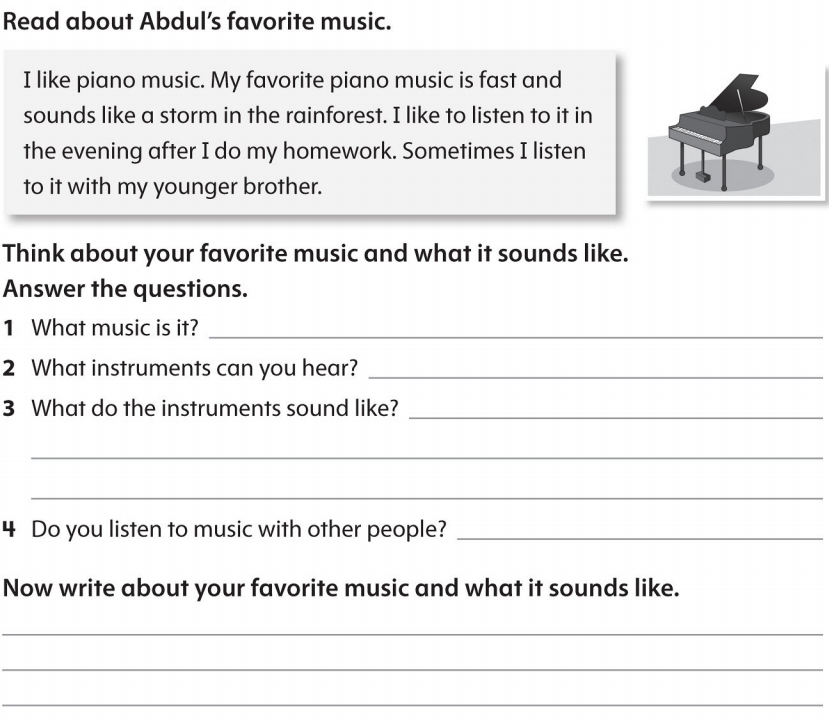 Read about Abdul's favorite music.
I like piano music. My favorite piano music is fast and
sounds like a storm in the rainforest. I like to listen to it in
the evening after I do my homework. Sometimes I listen
to it with my younger brother.
Think about your favorite music and what it sounds like.
Answer the questions.
1 What music is it?
2 What instruments can you hear?
3 What do the instruments sound like?
4 Do you listen to music with other people?
Now write about your favorite music and what it sounds like.